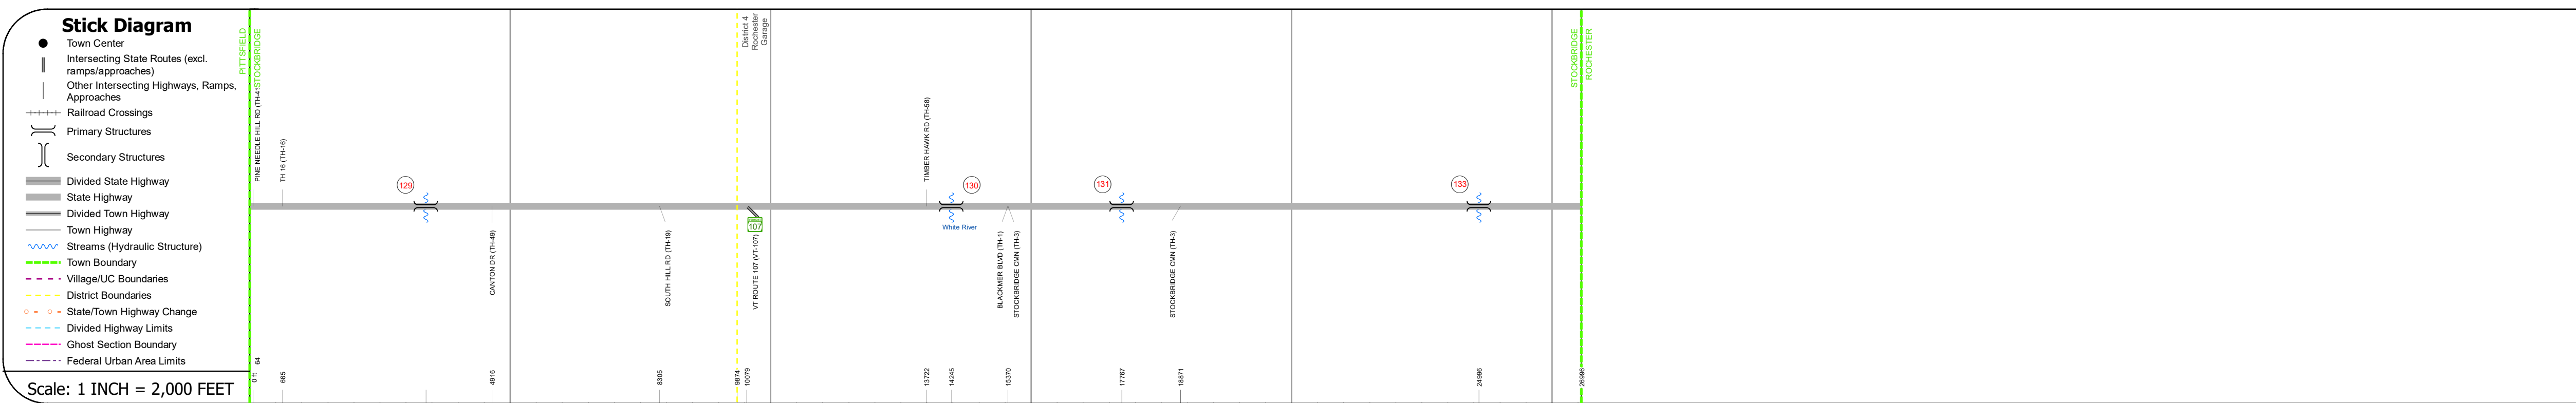 Stick Diagram
Town Center
Intersecting State Routes (excl.
ramps/approaches)
Other Intersecting Highways, Ramps,
Approaches
Railroad Crossings
Primary Structures
Secondary Structures
Divided State Highway
State Highway
Divided Town Highway
Town Highway
Streams (Hydraulic Structure)
Town Boundary
Village/UC Boundaries
District Boundaries
State/Town Highway Change
Divided Highway Limits
Ghost Section Boundary
Federal Urban Area Limits
Scale: 1 INCH = 2,000 FEET
PITTSFIELD
STOCKBRIDGE
PINE NEEDLE HILL RD (TH-41
TH 16 (TH-16)
129
CANTON DR (TH-49)
SOUTH HILL RD (TH-19)
District 4
Rochester
Garage
107
VT ROUTE 107 (VT-107)
TIMBER HAWK RD (TH-58)
130
White River
BLACKMER BLVD (TH-1)
STOCKBRIDGE CMN (TH-3)
131
STOCKBRIDGE CMN (TH-3)
133
STOCKBRIDGE
ROCHESTER
0 ft
64
665
4916
8305
9874
10079
13722
14245
15370
17767
18871
24996
26996